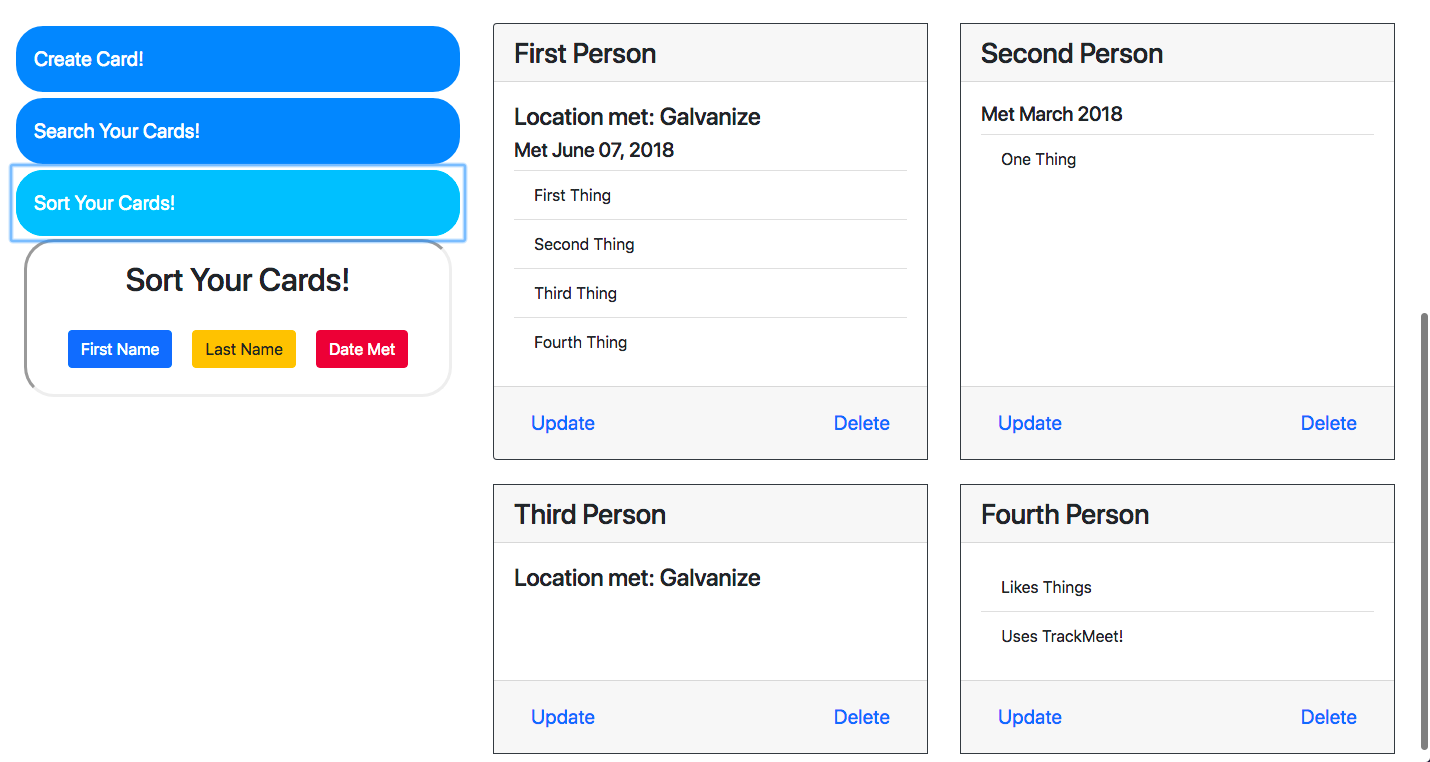 Create Card!
Search Your Cards!
Sort Your Cards!
Sort Your Cards!
First Name
Last Name
Date Met
First Person
Location met: Galvanize
Met June 07, 2018
First Thing
Second Thing
Third Thing
Fourth Thing
Update
Delete
Second Person
Met March 2018
One Thing
Update
Delete
Third Person
Location met: Galvanize
Update
Delete
Fourth Person
Likes Things
Uses TrackMeet!
Update
Delete